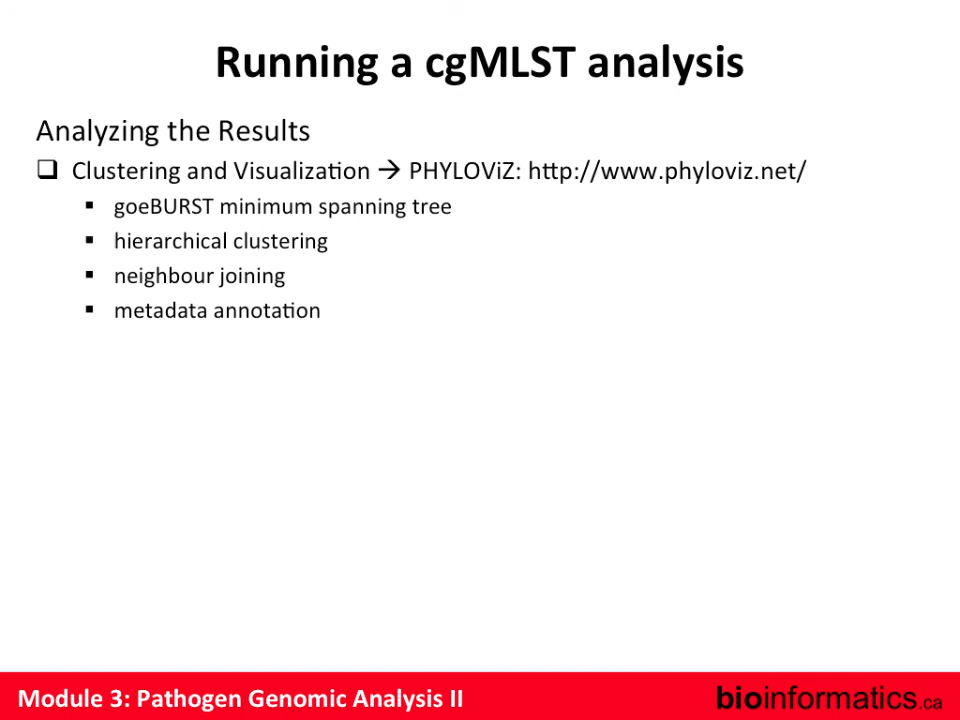 Running a cgMLST analysis
Analyzing the Results
❑ Clustering and Visualization → PHYLOViZ: http://www.phyloviz.net/
▪ goeBURST minimum spanning tree
▪ hierarchical clustering
▪ neighbour joining
▪ metadata annotation
Module 3: Pathogen Genomic Analysis II
bioinformatics.ca